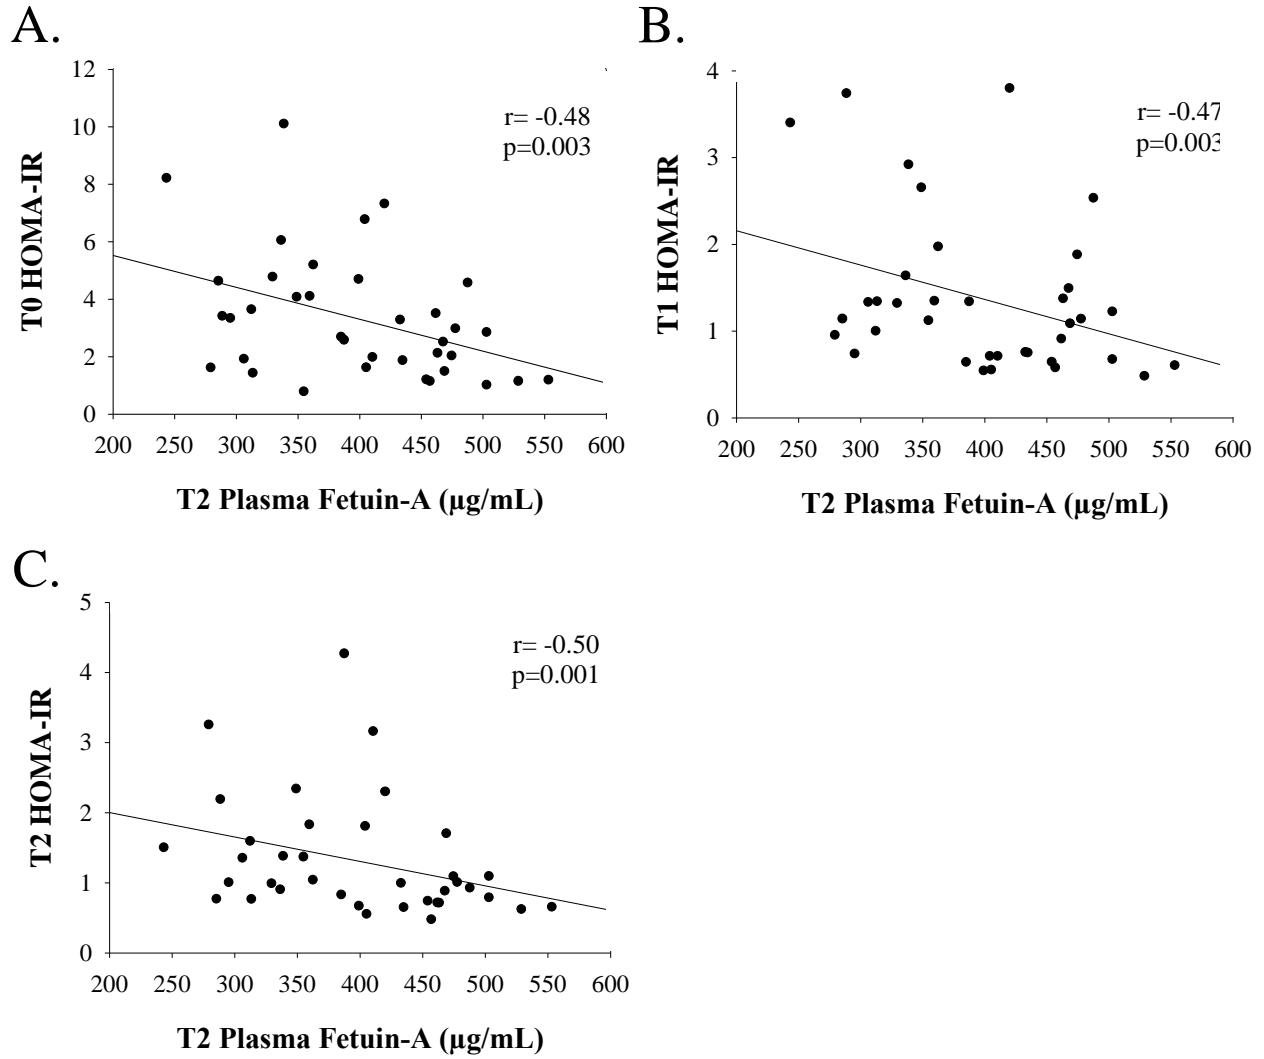 A.
12
10
8
6
4
2
0
T0 HOMA-IR
r= -0.48
p=0.003
200 250 300 350 400 450 500 550 600
T2 Plasma Fetuin-A (µg/mL)
B.
4
3
2
1
0
T1 HOMA-IR
r= -0.47
p=0.003
200 250 300 350 400 450 500 550 600
T2 Plasma Fetuin-A (µg/mL)
C.
5
4
3
2
1
0
T2 HOMA-IR
r= -0.50
p=0.001
200 250 300 350 400 450 500 550 600
T2 Plasma Fetuin-A (µg/mL)